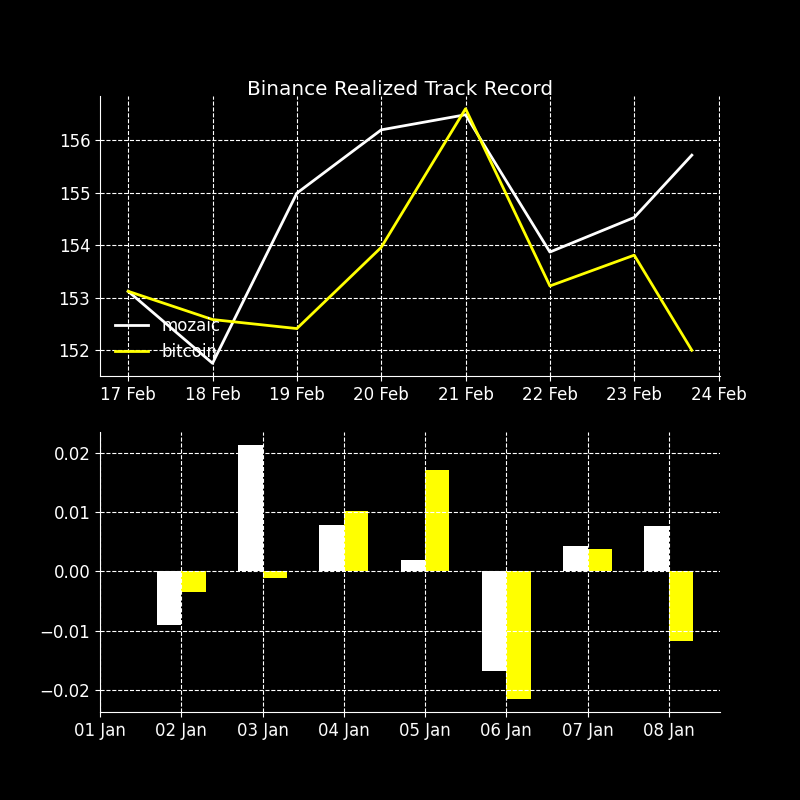 Binance Realized Track Record
156
155
154
153
152
mozaic
bitcoin
17 Feb 18 Feb 19 Feb 20 Feb 21 Feb 22 Feb 23 Feb 24 Feb
0.02
0.01
0.00
−0.01
−0.02
01 Jan 02 Jan 03 Jan 04 Jan 05 Jan 06 Jan 07 Jan 08 Jan